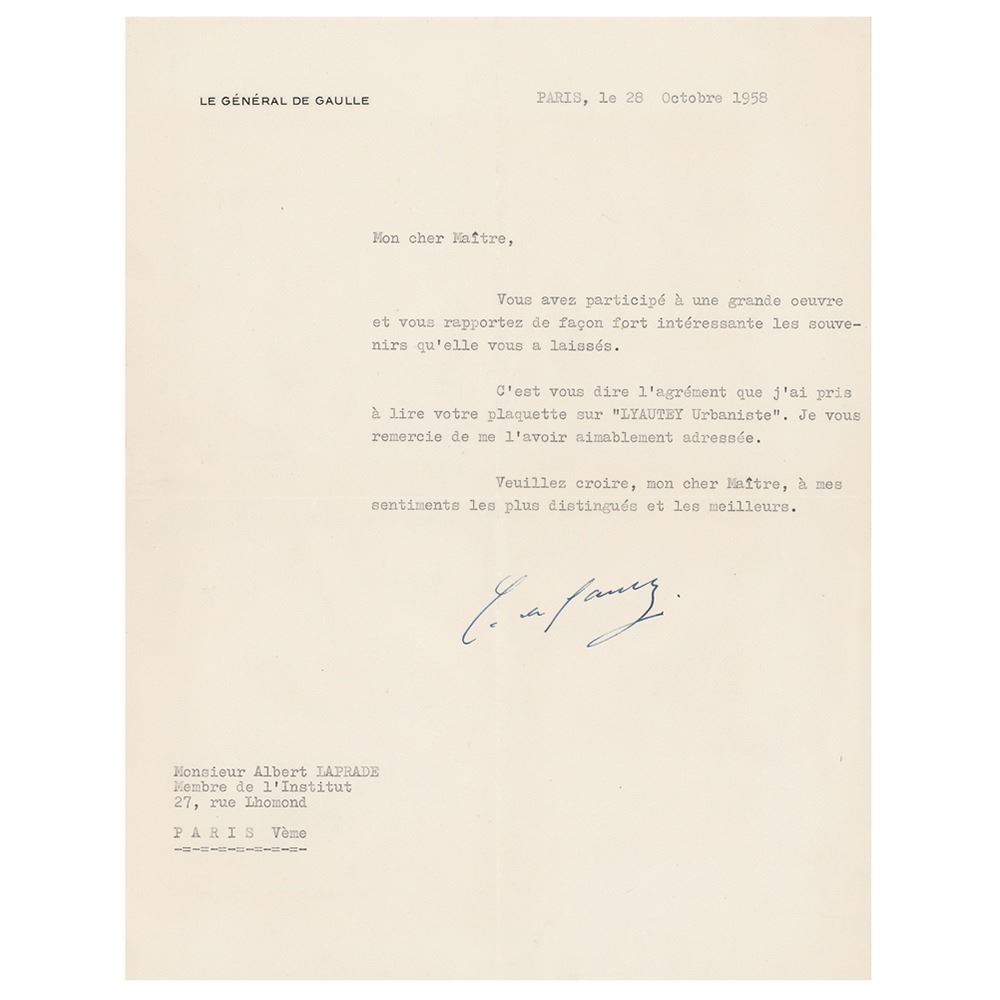 LE GÉNÉRAL DE GAULLE
PARIS, le 28 Octobre 1958
Mon cher Maître,
Vous avez participé à une grande oeuvre
et vous rapportez de façon fort intéressante les souve-
nirs qu'elle vous a laissés.
C'est vous dire l'agrément que j'ai pris
à lire votre plaquette sur "LYAUTEY Urbaniste". Je vous
remercie de me l'avoir aimablement adressée.
Veuillez croire, mon cher Maître, à mes
sentiments les plus distingués et les meilleurs.
C. de Gaulle.
Monsieur Albert LAPRADE
Membre de l'Institut
27, rue Lhomond
P A R I S Vème
-=-=-=-=-=-=-=-=-